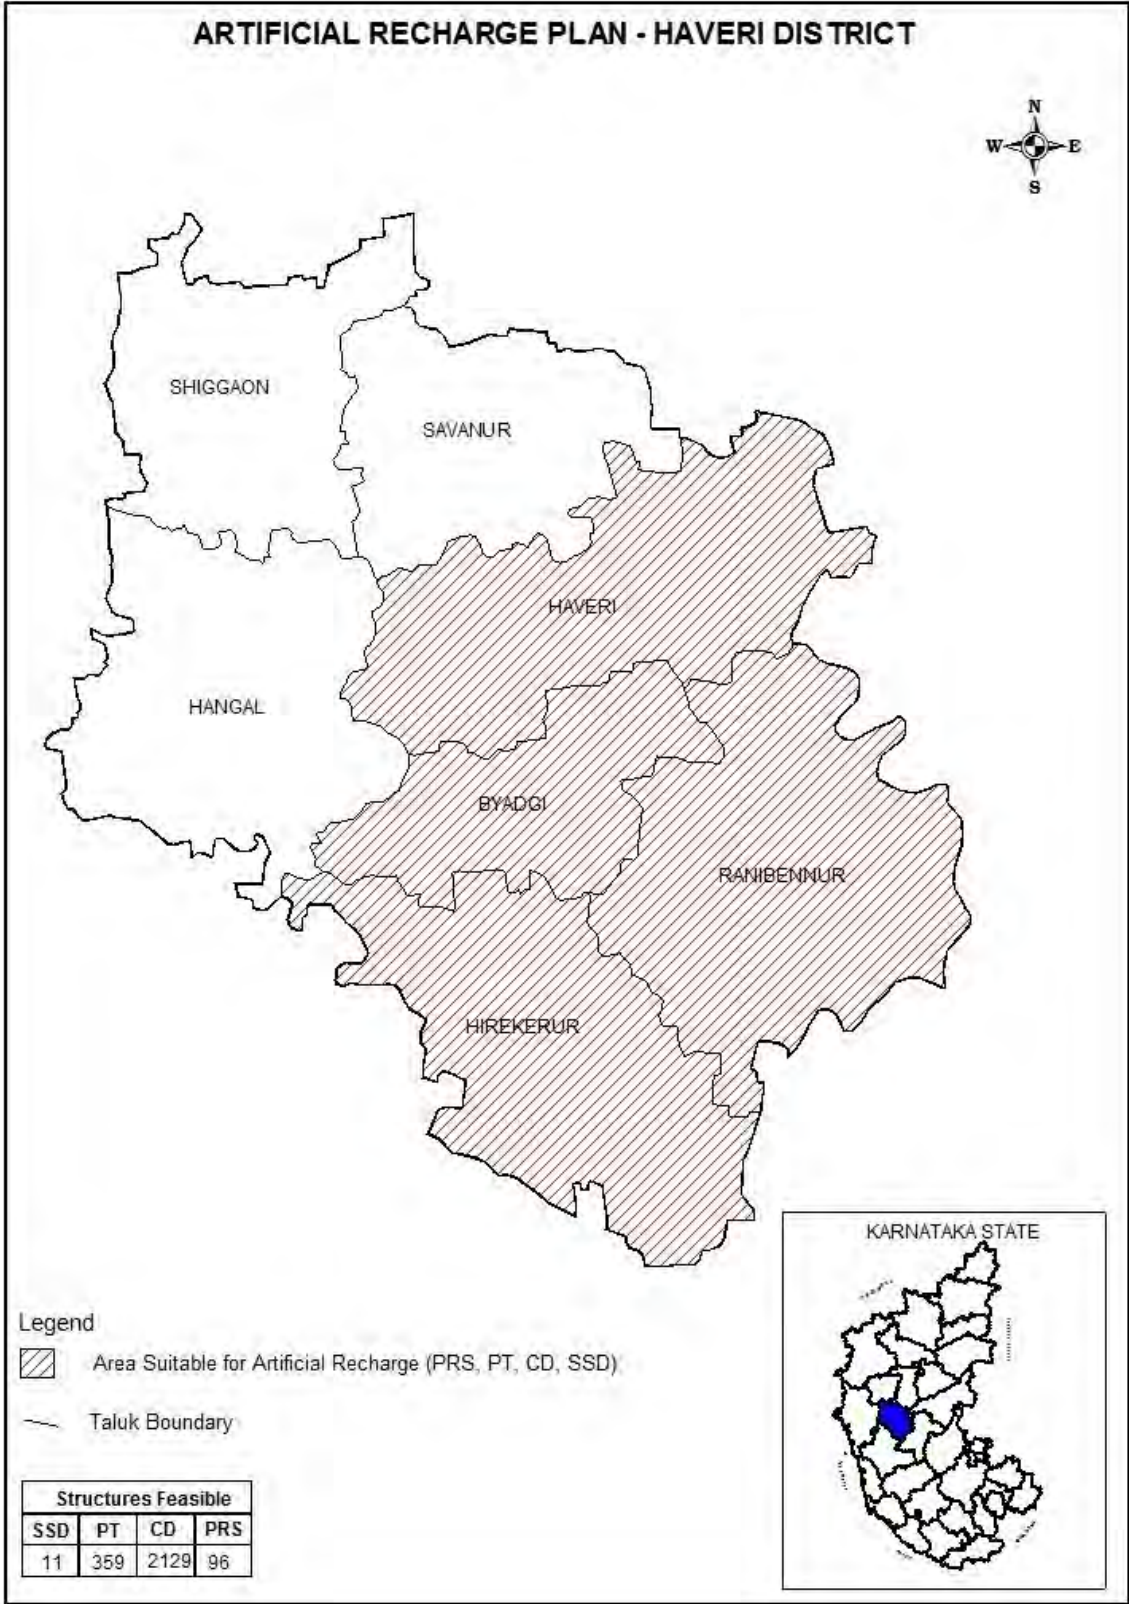 ARTIFICIAL RECHARGE PLAN - HAVERI DISTRICT
N
W E
S
SHIGGAON
SAVANUR
HAVERI
HANGAL
BYADGI
RANIBENNUR
HIREKERUR
KARNATAKA STATE
Legend
Area Suitable for Artificial Recharge (PRS, PT, CD, SSD)
Taluk Boundary
Structures Feasible
SSD PT CD PRS
11 359 2129 96